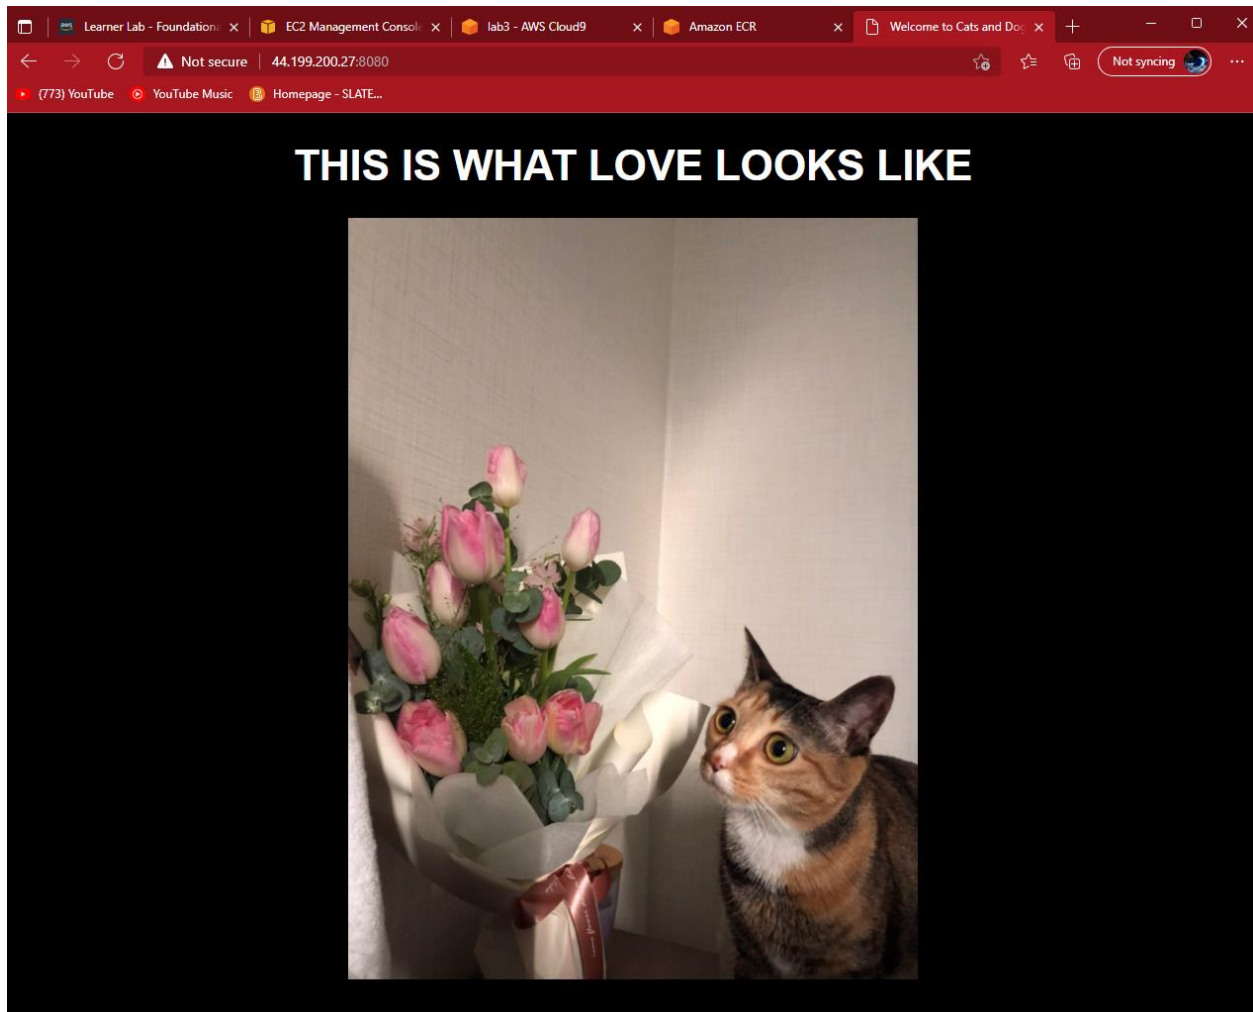 Learner Lab - Foundation
EC2 Management Consol
lab3 - AWS Cloud9
Amazon ECR
Welcome to Cats and Dog
Not secure
44.199.200.27:8080
Not syncing
(773) YouTube
YouTube Music
Homepage - SLATE...
THIS IS WHAT LOVE LOOKS LIKE